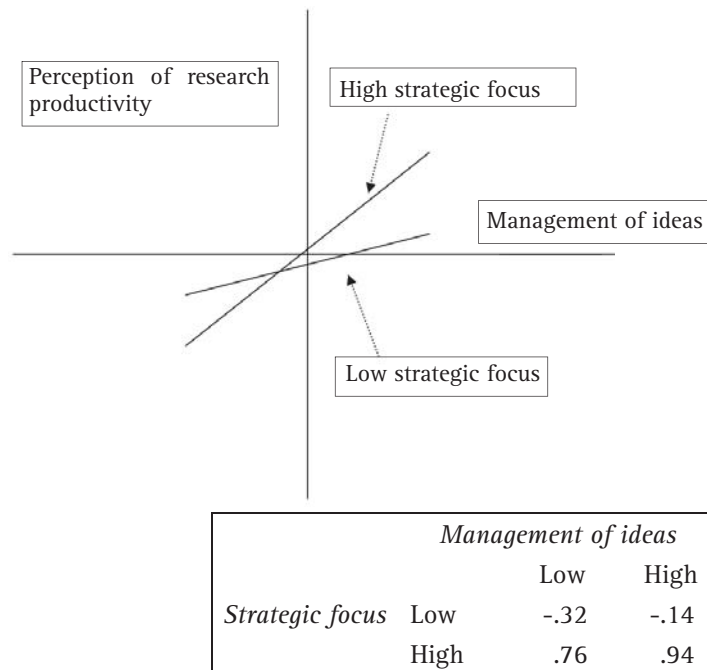 Perception of research
productivity
High strategic focus
Management of ideas
Low strategic focus
Management of ideas
Low High
Strategic focus Low -.32 -.14
High .76 .94